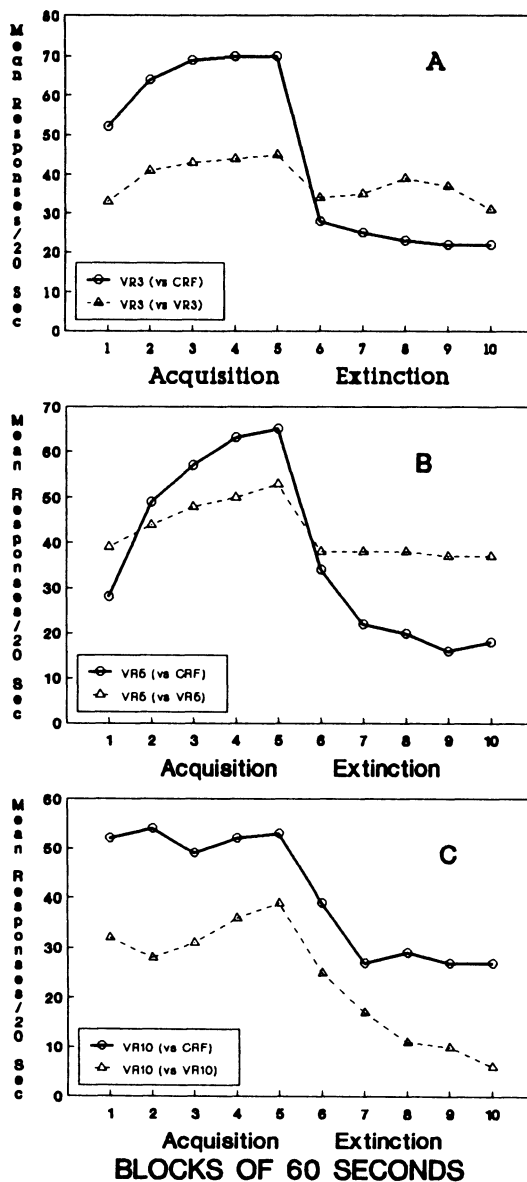 Mean Responses/20 Sec
80
70
60
50
40
30
20
10
0
A
VR3 (vs CRF)
VR3 (vs VR3)
1 2 3 4 5 6 7 8 9 10
Acquisition Extinction
Mean Responses/20 Sec
70
60
50
40
30
20
10
0
B
VR5 (vs CRF)
VR5 (vs VR5)
1 2 3 4 5 6 7 8 9 10
Acquisition Extinction
Mean Responses/20 Sec
60
50
40
30
20
10
0
C
VR10 (vs CRF)
VR10 (vs VR10)
1 2 3 4 5 6 7 8 9 10
Acquisition Extinction
BLOCKS OF 60 SECONDS